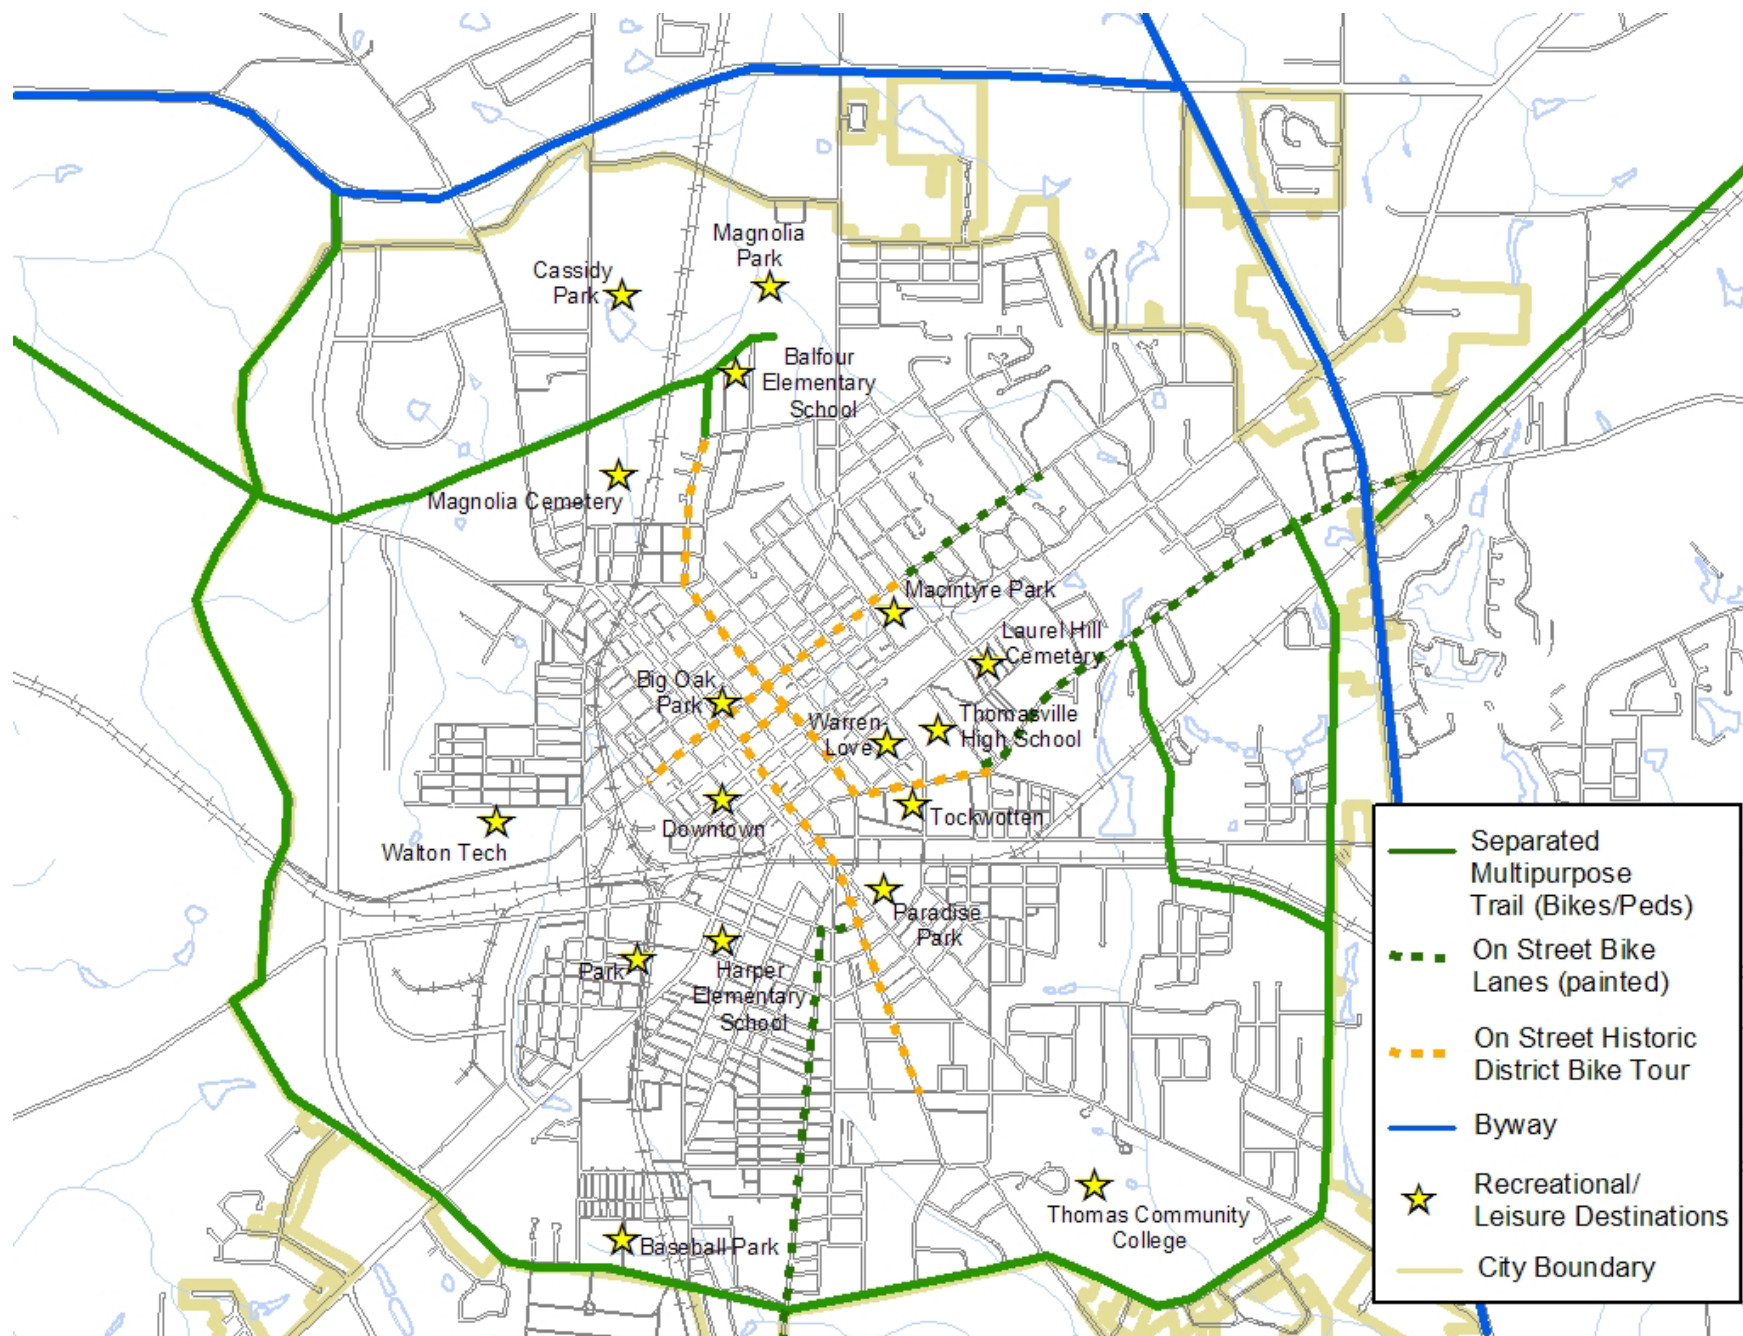 Magnolia
Park
Cassidy
Park
Balfour
Elementary
School
Magnolia Cemetery
Macintyre Park
Laurel Hill
Cemetery
Big Oak
Park
Warren-
Love
Thomasville
High School
Downtown
Tockwotten
Walton Tech
Paradise
Park
Park
Harper
Elementary
School
Thomas Community
College
Baseball Park
Separated
Multipurpose
Trail (Bikes/Peds)
On Street Bike
Lanes (painted)
On Street Historic
District Bike Tour
Byway
Recreational/
Leisure Destinations
City Boundary